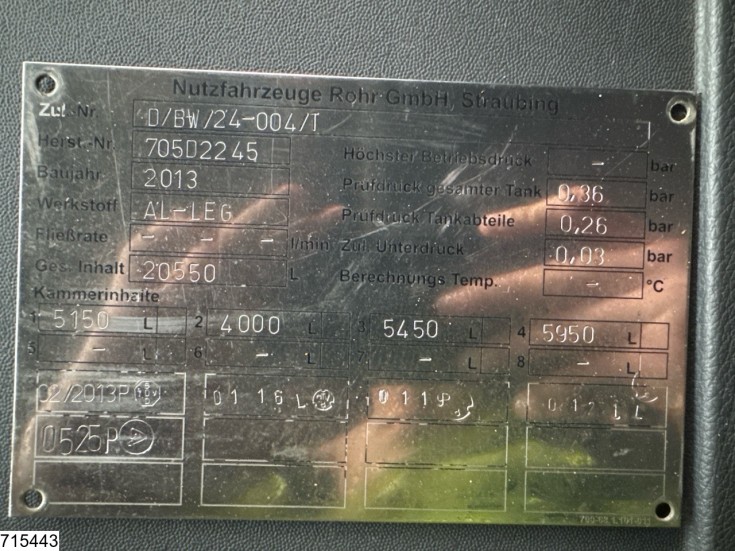 Nutzfahrzeuge Rohr GmbH, Straubing
Zul.-Nr. D/BW/24-004/T
Herst.-Nr. 705D2245
Baujahr 2013
Werkstoff AL-LEG
Fließrate - - - l/min
Ges. Inhalt 20550 L
Höchster Betriebsdruck - bar
Prüfdruck gesamter Tank 0,36 bar
Prüfdruck Tankabteile 0,26 bar
Zul. Unterdruck 0,03 bar
Berechnungs Temp. - °C
Kammerinhalte
1 5150 L 2 4000 L 3 5450 L 4 5950 L
5 - L 6 - L 7 - L 8 - L
02/2013P 0116L 0119P
0525P
715443